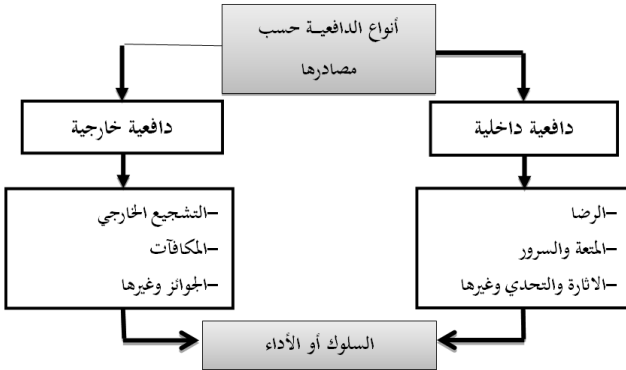 أنواع الدافعيـة حسب
مصادرها
دافعية داخلية
دافعية خارجية
–الرضا
–المتعة والسرور
–الاثارة والتحدي وغيرها
–التشجيع الخارجي
–المكافآت
–الجوائز وغيرها
السلوك أو الأداء